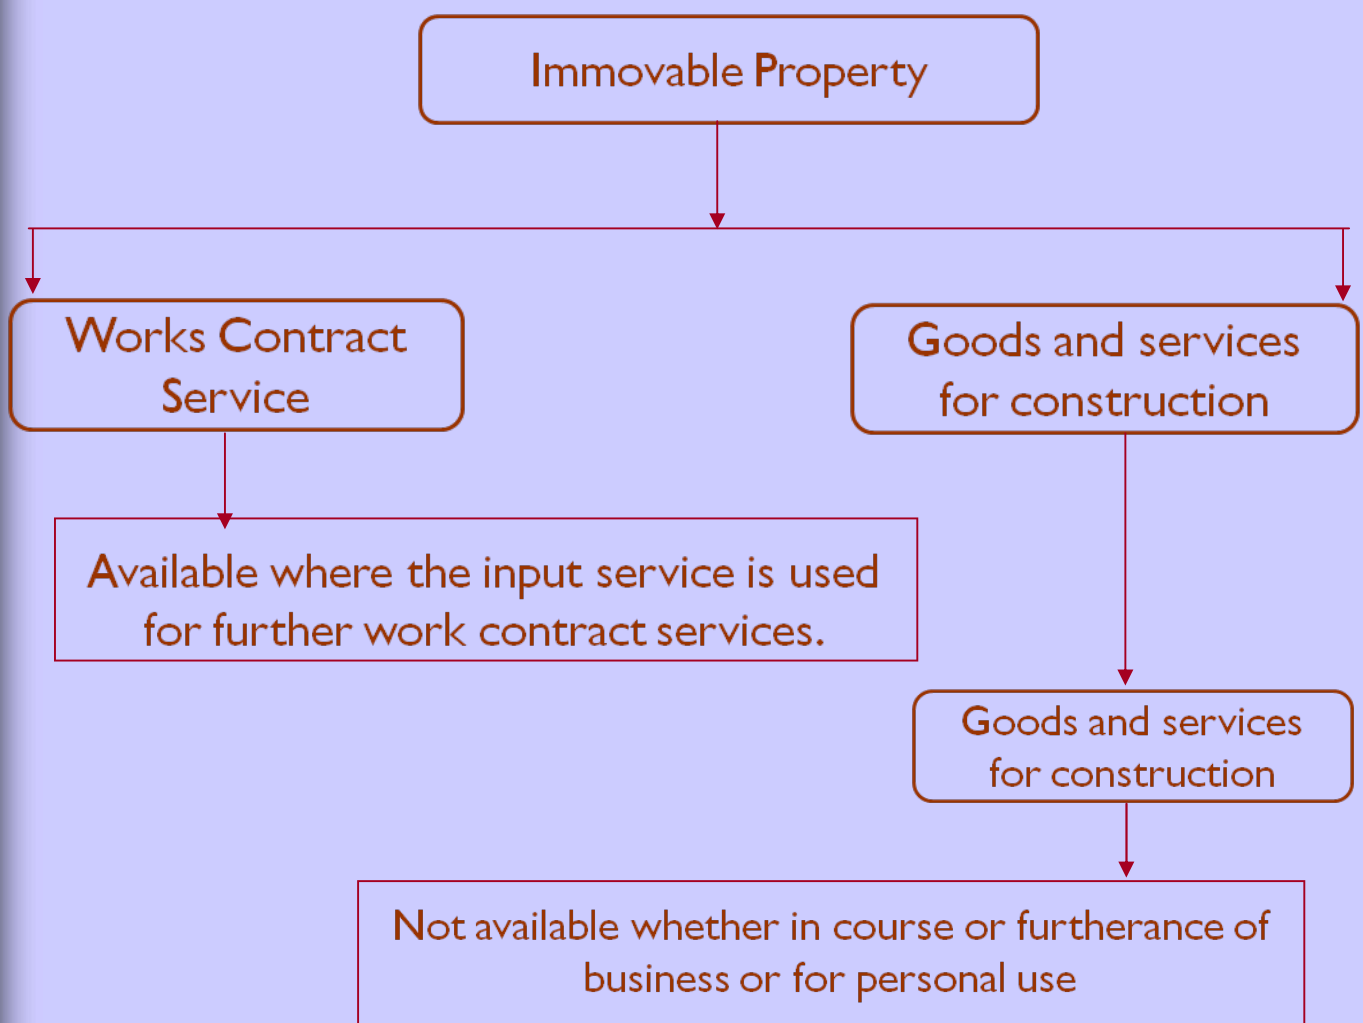 Immovable Property
Works Contract
Service
Goods and services
for construction
Available where the input service is used
for further work contract services.
Goods and services
for construction
Not available whether in course or furtherance of
business or for personal use